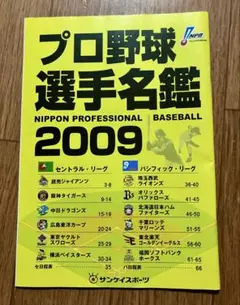 NPB
プロ野球
選手名鑑
NIPPON PROFESSIONAL BASEBALL
2009
セントラル・リーグ
読売ジャイアンツ 3-8
阪神タイガース 9-14
中日ドラゴンズ 15-19
広島東洋カープ 20-24
東京ヤクルト
スワローズ 25-29
横浜ベイスターズ 30-34
パシフィック・リーグ
埼玉西武
ライオンズ 36-40
オリックス
バファローズ 41-45
北海道日本ハム
ファイターズ 46-50
千葉ロッテ
マリーンズ 51-55
東北楽天
ゴールデンイーグルス 56-60
福岡ソフトバンク
ホークス 61-65
35
66
サンケイスポーツ